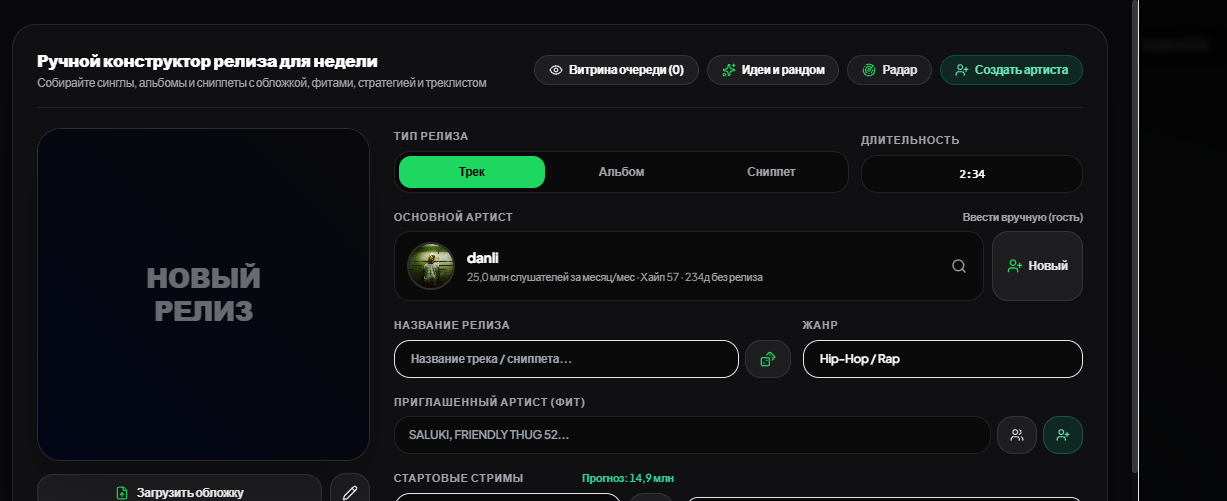 Ручной конструктор релиза для недели
Собирайте синглы, альбомы и сниппеты с обложкой, фитами, стратегией и треклистом
Витрина очереди (0)
Идеи и рандом
Радар
Создать артиста
НОВЫЙ
РЕЛИЗ
Загрузить обложку
ТИП РЕЛИЗА
Трек
Альбом
Сниппет
ДЛИТЕЛЬНОСТЬ
2:34
ОСНОВНОЙ АРТИСТ
Ввести вручную (гость)
danli
25,0 млн слушателей за месяц/мес · Хайп 57 · 234д без релиза
Новый
НАЗВАНИЕ РЕЛИЗА
Название трека / сниппета...
ЖАНР
Hip-Hop / Rap
ПРИГЛАШЕННЫЙ АРТИСТ (ФИТ)
SALUKI, FRIENDLY THUG 52...
СТАРТОВЫЕ СТРИМЫ
Прогноз: 14,9 млн